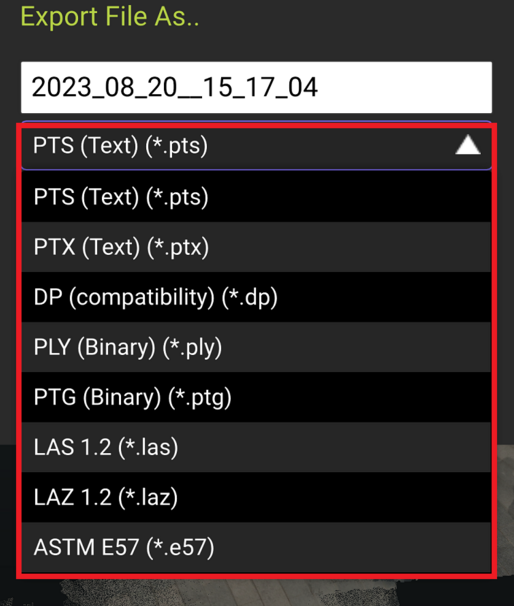 Export File As..
2023_08_20__15_17_04
PTS (Text) (*.pts)
PTS (Text) (*.pts)
PTX (Text) (*.ptx)
DP (compatibility) (*.dp)
PLY (Binary) (*.ply)
PTG (Binary) (*.ptg)
LAS 1.2 (*.las)
LAZ 1.2 (*.laz)
ASTM E57 (*.e57)